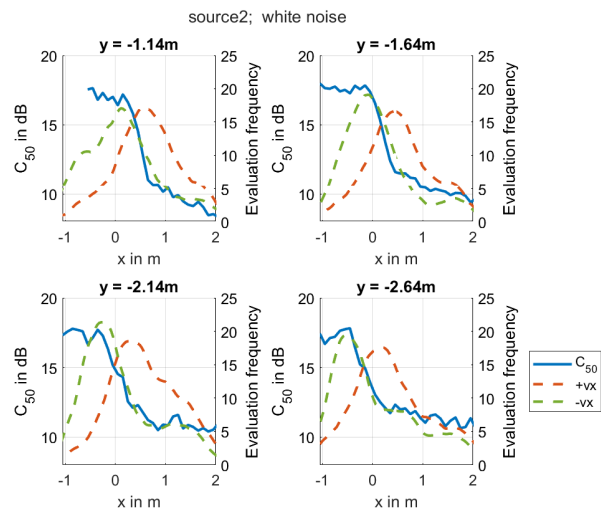 source2;  white noise
y = -1.14m
y = -1.64m
20
15
10
C50 in dB
25
20
15
10
5
0
Evaluation frequency
-1 0 1 2
x in m
20
15
10
C50 in dB
25
20
15
10
5
0
Evaluation frequency
-1 0 1 2
x in m
y = -2.14m
y = -2.64m
20
15
10
C50 in dB
25
20
15
10
5
0
Evaluation frequency
-1 0 1 2
x in m
20
15
10
C50 in dB
25
20
15
10
5
0
Evaluation frequency
-1 0 1 2
x in m
C50
+vx
-vx